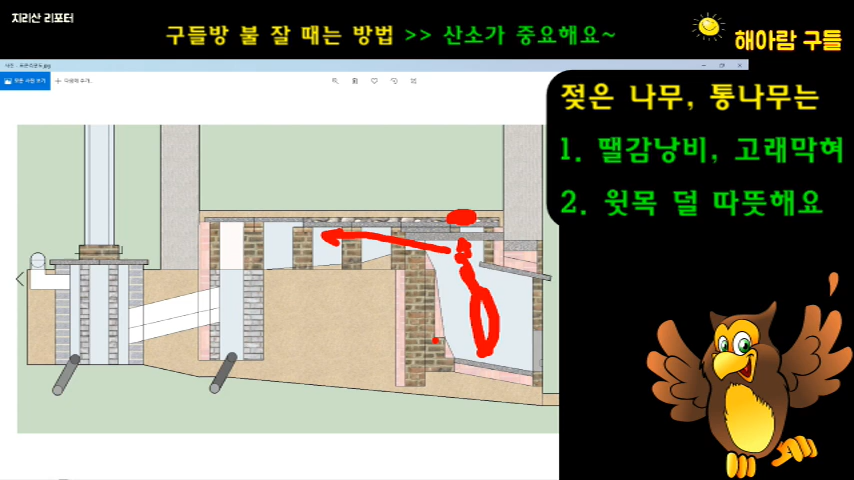 지리산 리포터
구들방 불 잘 때는 방법 >> 산소가 중요해요~
해아람 구들
젖은 나무, 통나무는
1. 땔감낭비, 고래막혀
2. 윗목 덜 따뜻해요